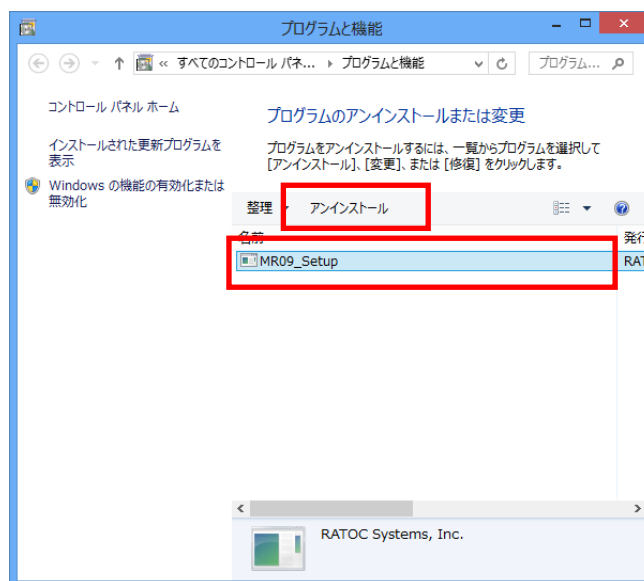 プログラムと機能
« すべてのコントロール パネ... ▸ プログラムと機能
プログラム...
コントロール パネル ホーム
インストールされた更新プログラムを
表示
Windows の機能の有効化または
無効化
プログラムのアンインストールまたは変更
プログラムをアンインストールするには、一覧からプログラムを選択して
[アンインストール]、[変更]、または [修復] をクリックします。
整理 アンインストール
名前 発行
MR09_Setup RAT
RATOC Systems, Inc.